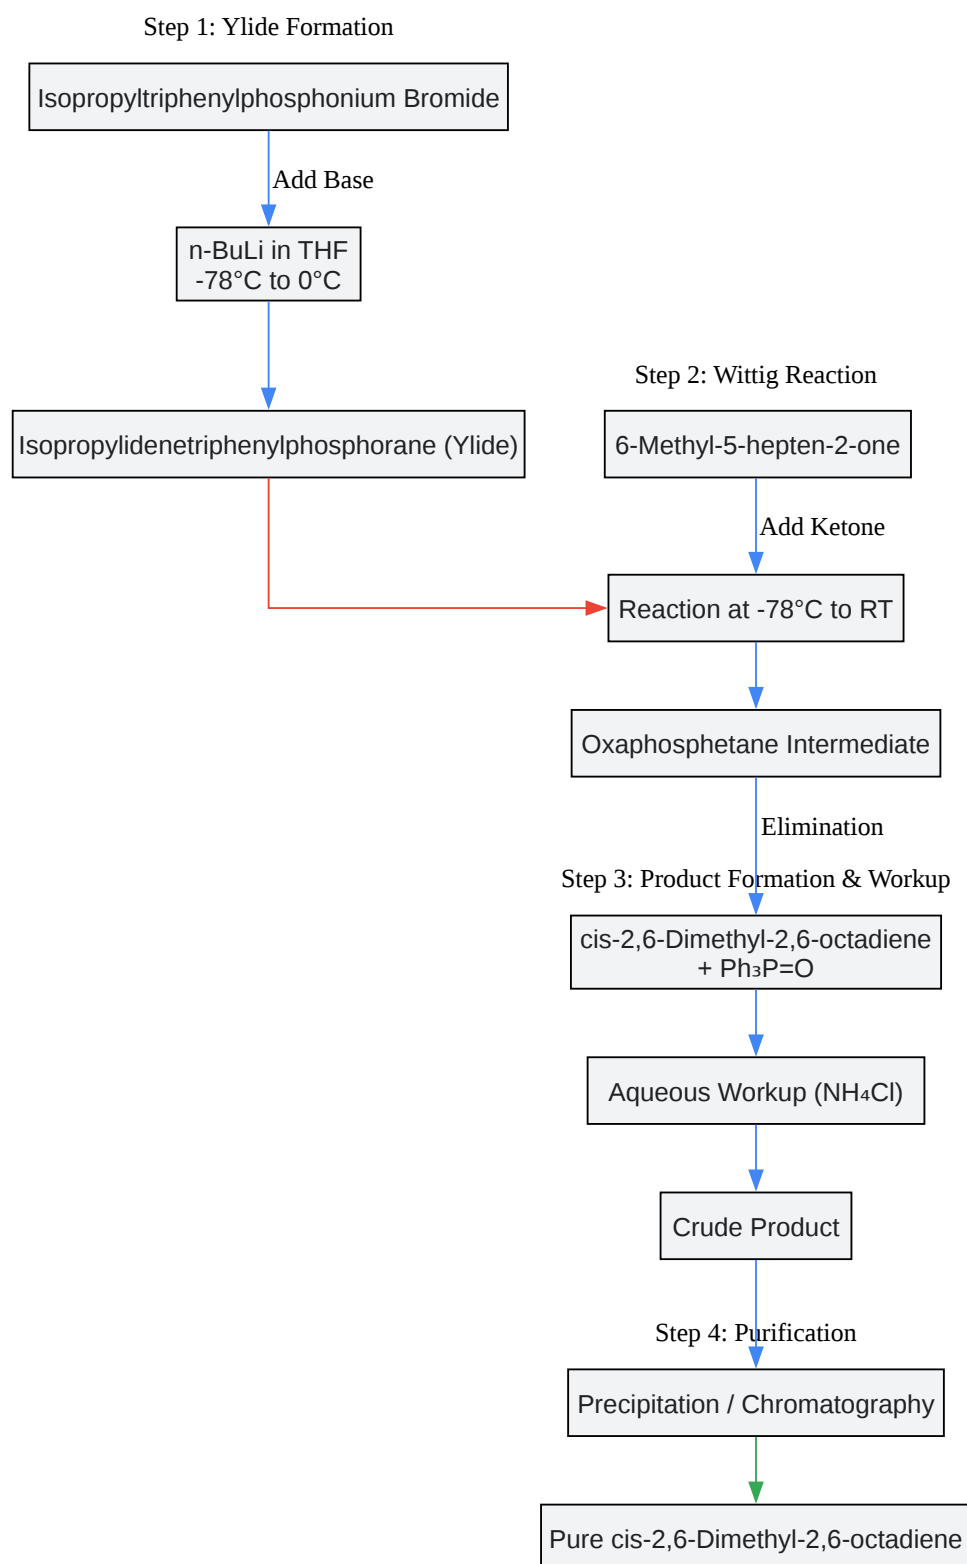 Step 1: Ylide Formation
Isopropyltriphenylphosphonium Bromide
Add Base
n-BuLi in THF
-78°C to 0°C
Isopropylidenetriphenylphosphorane (Ylide)
Step 2: Wittig Reaction
6-Methyl-5-hepten-2-one
Add Ketone
Reaction at -78°C to RT
Oxaphosphetane Intermediate
Elimination
Step 3: Product Formation & Workup
cis-2,6-Dimethyl-2,6-octadiene
+ Ph₃P=O
Aqueous Workup (NH₄Cl)
Crude Product
Step 4: Purification
Precipitation / Chromatography
Pure cis-2,6-Dimethyl-2,6-octadiene